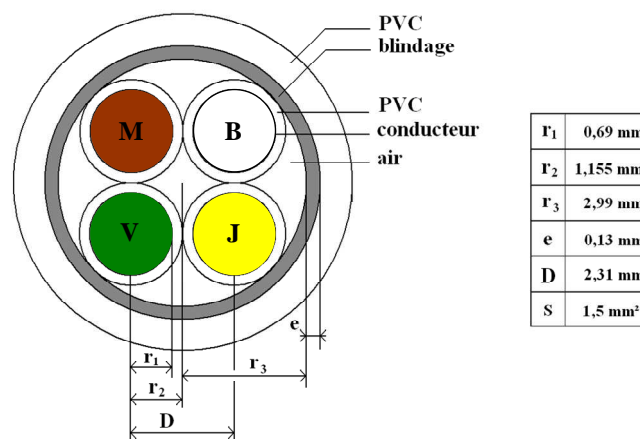 PVC
blindage
PVC
conducteur
air
M B
V J
e
r₁
r₂
r₃
D
r₁ 0,69 mm
r₂ 1,155 mm
r₃ 2,99 mm
e 0,13 mm
D 2,31 mm
S 1,5 mm²